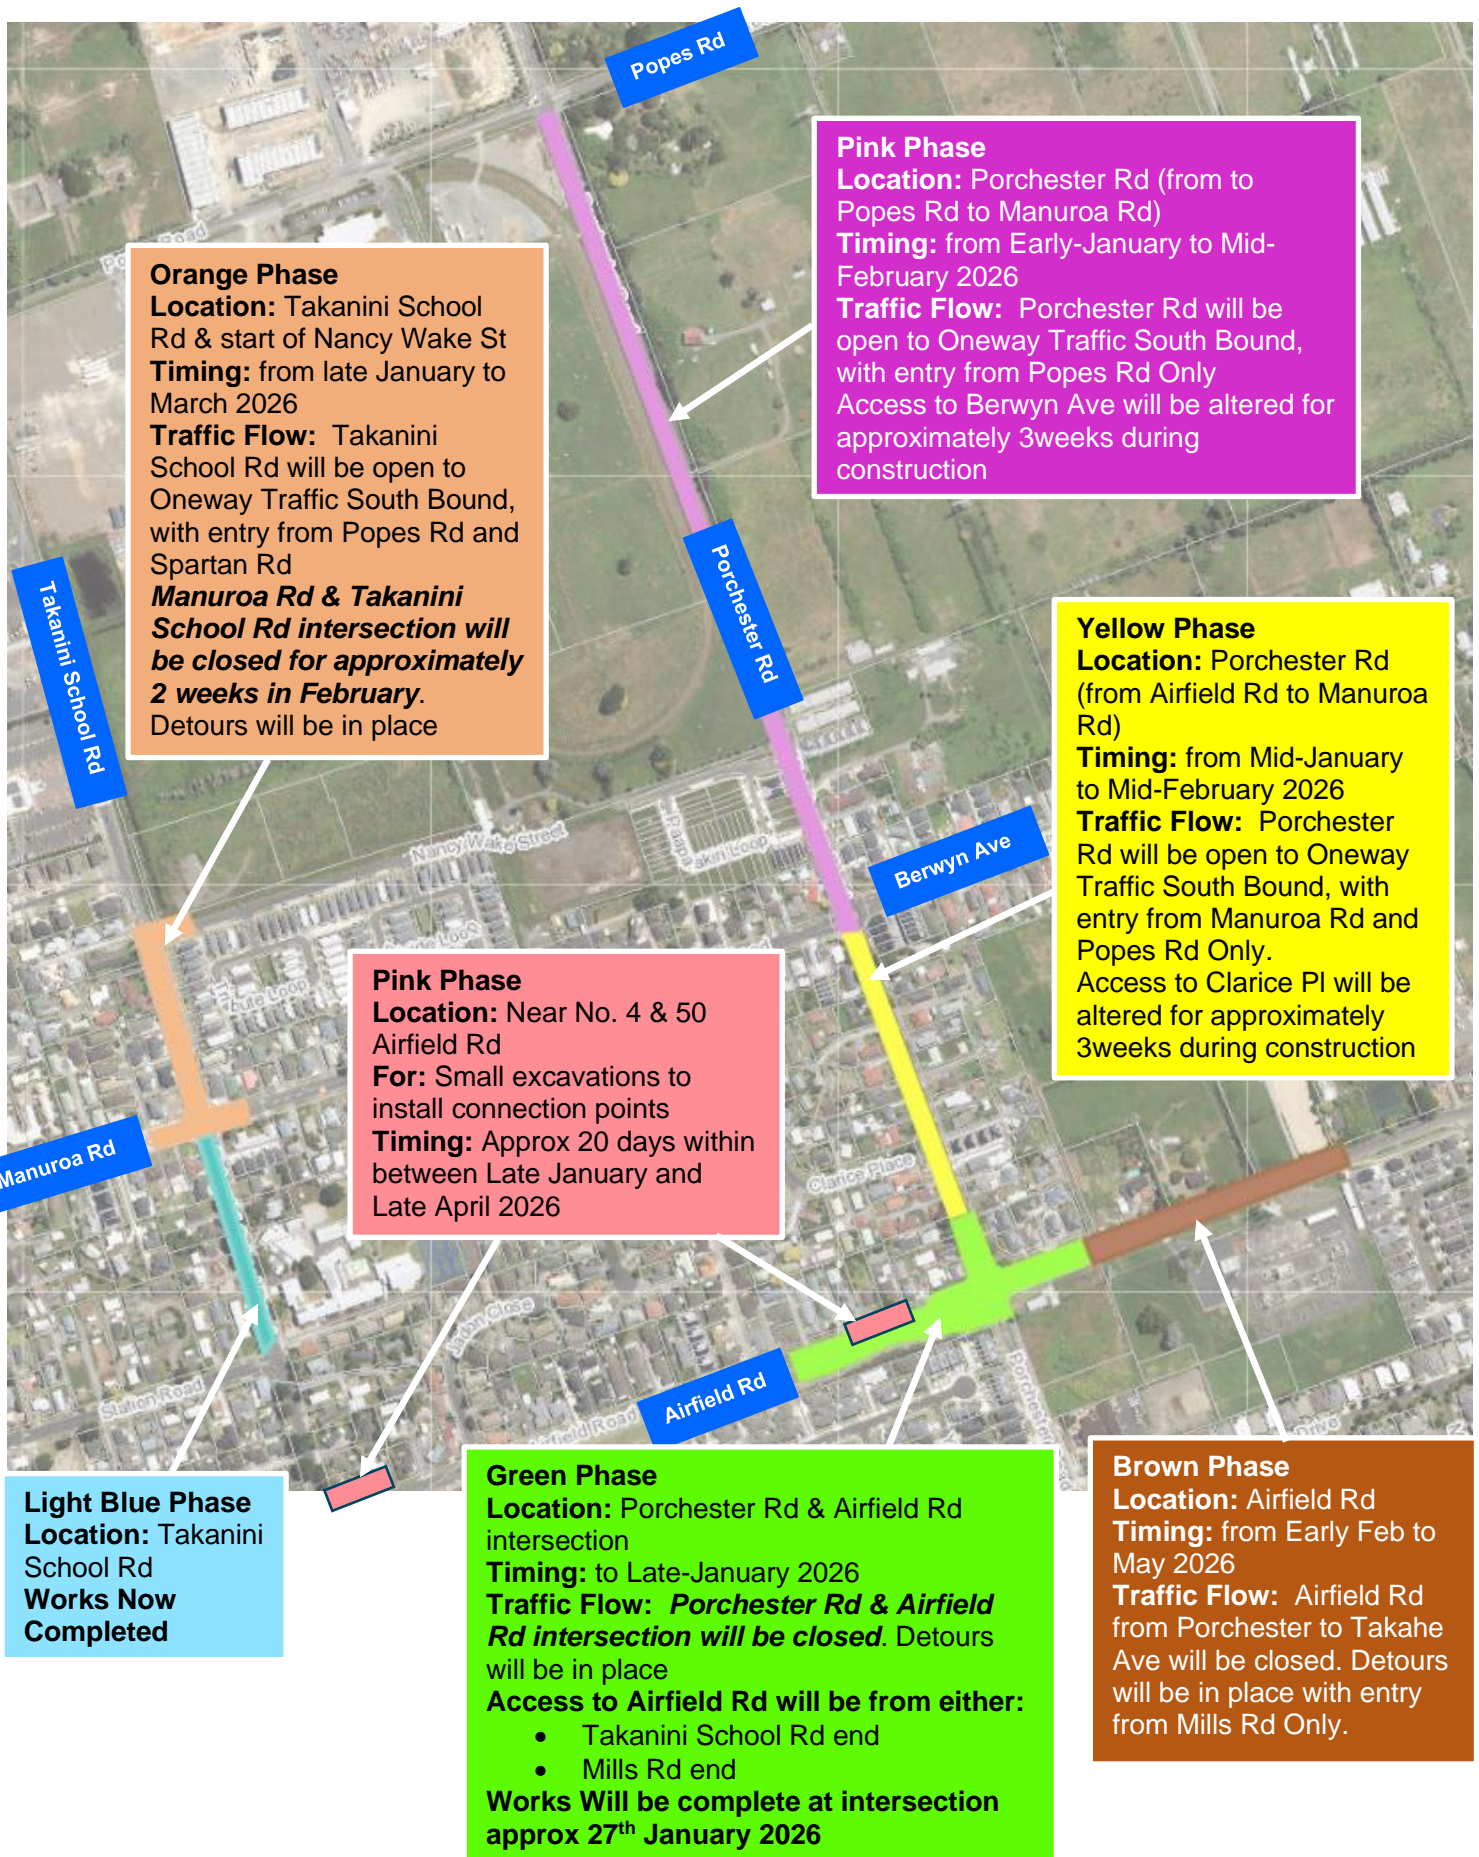 Popes Rd
Pink Phase
Location: Porchester Rd (from to
Popes Rd to Manuroa Rd)
Timing: from Early-January to Mid-
February 2026
Traffic Flow:  Porchester Rd will be
open to Oneway Traffic South Bound,
with entry from Popes Rd Only
Access to Berwyn Ave will be altered for
approximately 3weeks during
construction
Orange Phase
Location: Takanini School
Rd & start of Nancy Wake St
Timing: from late January to
March 2026
Traffic Flow:  Takanini
School Rd will be open to
Oneway Traffic South Bound,
with entry from Popes Rd and
Spartan Rd
Manuroa Rd & Takanini
School Rd intersection will
be closed for approximately
2 weeks in February.
Detours will be in place
Takanini School Rd
Porchester Rd
Yellow Phase
Location: Porchester Rd
(from Airfield Rd to Manuroa
Rd)
Timing: from Mid-January
to Mid-February 2026
Traffic Flow:  Porchester
Rd will be open to Oneway
Traffic South Bound, with
entry from Manuroa Rd and
Popes Rd Only.
Access to Clarice Pl will be
altered for approximately
3weeks during construction
Nancy Wake Street
Loop
Berwyn Ave
Loop
Pink Phase
Location: Near No. 4 & 50
Airfield Rd
For: Small excavations to
install connection points
Timing: Approx 20 days within
between Late January and
Late April 2026
Manuroa Rd
Clarice Place
Close
Station Road
Airfield Rd
Road
Porchester
Drive
Light Blue Phase
Location: Takanini
School Rd
Works Now
Completed
Green Phase
Location: Porchester Rd & Airfield Rd
intersection
Timing: to Late-January 2026
Traffic Flow:  Porchester Rd & Airfield
Rd intersection will be closed. Detours
will be in place
Access to Airfield Rd will be from either:
• Takanini School Rd end
• Mills Rd end
Works Will be complete at intersection
approx 27th January 2026
Brown Phase
Location: Airfield Rd
Timing: from Early Feb to
May 2026
Traffic Flow:  Airfield Rd
from Porchester to Takahe
Ave will be closed. Detours
will be in place with entry
from Mills Rd Only.